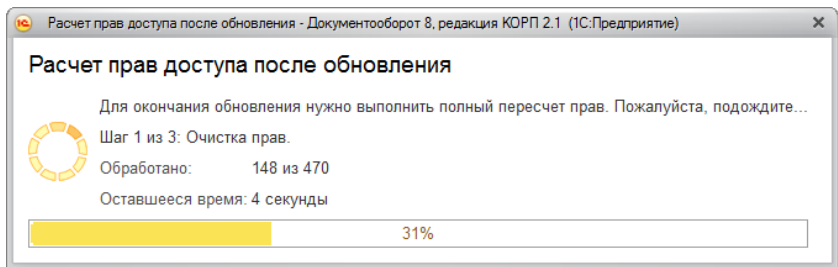 1С Расчет прав доступа после обновления - Документооборот 8, редакция КОРП 2.1 (1С:Предприятие)
Расчет прав доступа после обновления
Для окончания обновления нужно выполнить полный пересчет прав. Пожалуйста, подождите...
Шаг 1 из 3: Очистка прав.
Обработано: 148 из 470
Оставшееся время: 4 секунды
31%